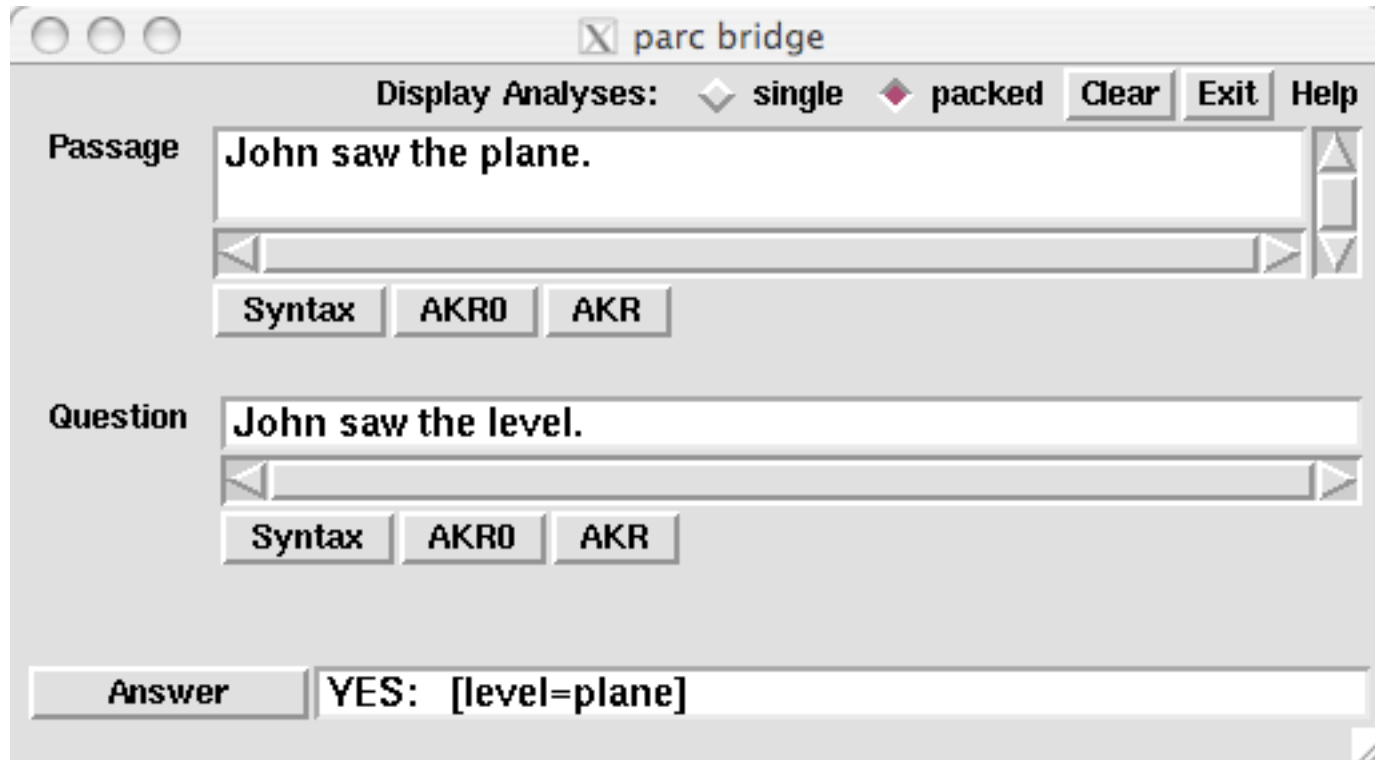 X parc bridge
Display Analyses: single packed Clear Exit Help
Passage John saw the plane.
Syntax AKR0 AKR
Question John saw the level.
Syntax AKR0 AKR
Answer YES: [level=plane]